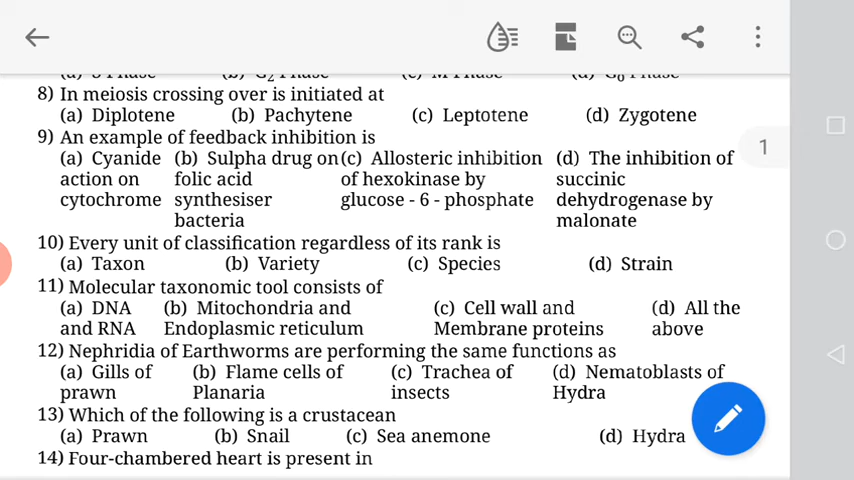 (a) S Phase (b) G2 Phase (c) M Phase (d) G0 Phase
8) In meiosis crossing over is initiated at
(a) Diplotene (b) Pachytene (c) Leptotene (d) Zygotene
9) An example of feedback inhibition is
(a) Cyanide (b) Sulpha drug on (c) Allosteric inhibition (d) The inhibition of
action on folic acid of hexokinase by succinic
cytochrome synthesiser glucose - 6 - phosphate dehydrogenase by
bacteria malonate
10) Every unit of classification regardless of its rank is
(a) Taxon (b) Variety (c) Species (d) Strain
11) Molecular taxonomic tool consists of
(a) DNA (b) Mitochondria and (c) Cell wall and (d) All the
and RNA Endoplasmic reticulum Membrane proteins above
12) Nephridia of Earthworms are performing the same functions as
(a) Gills of (b) Flame cells of (c) Trachea of (d) Nematoblasts of
prawn Planaria insects Hydra
13) Which of the following is a crustacean
(a) Prawn (b) Snail (c) Sea anemone (d) Hydra
14) Four-chambered heart is present in
1